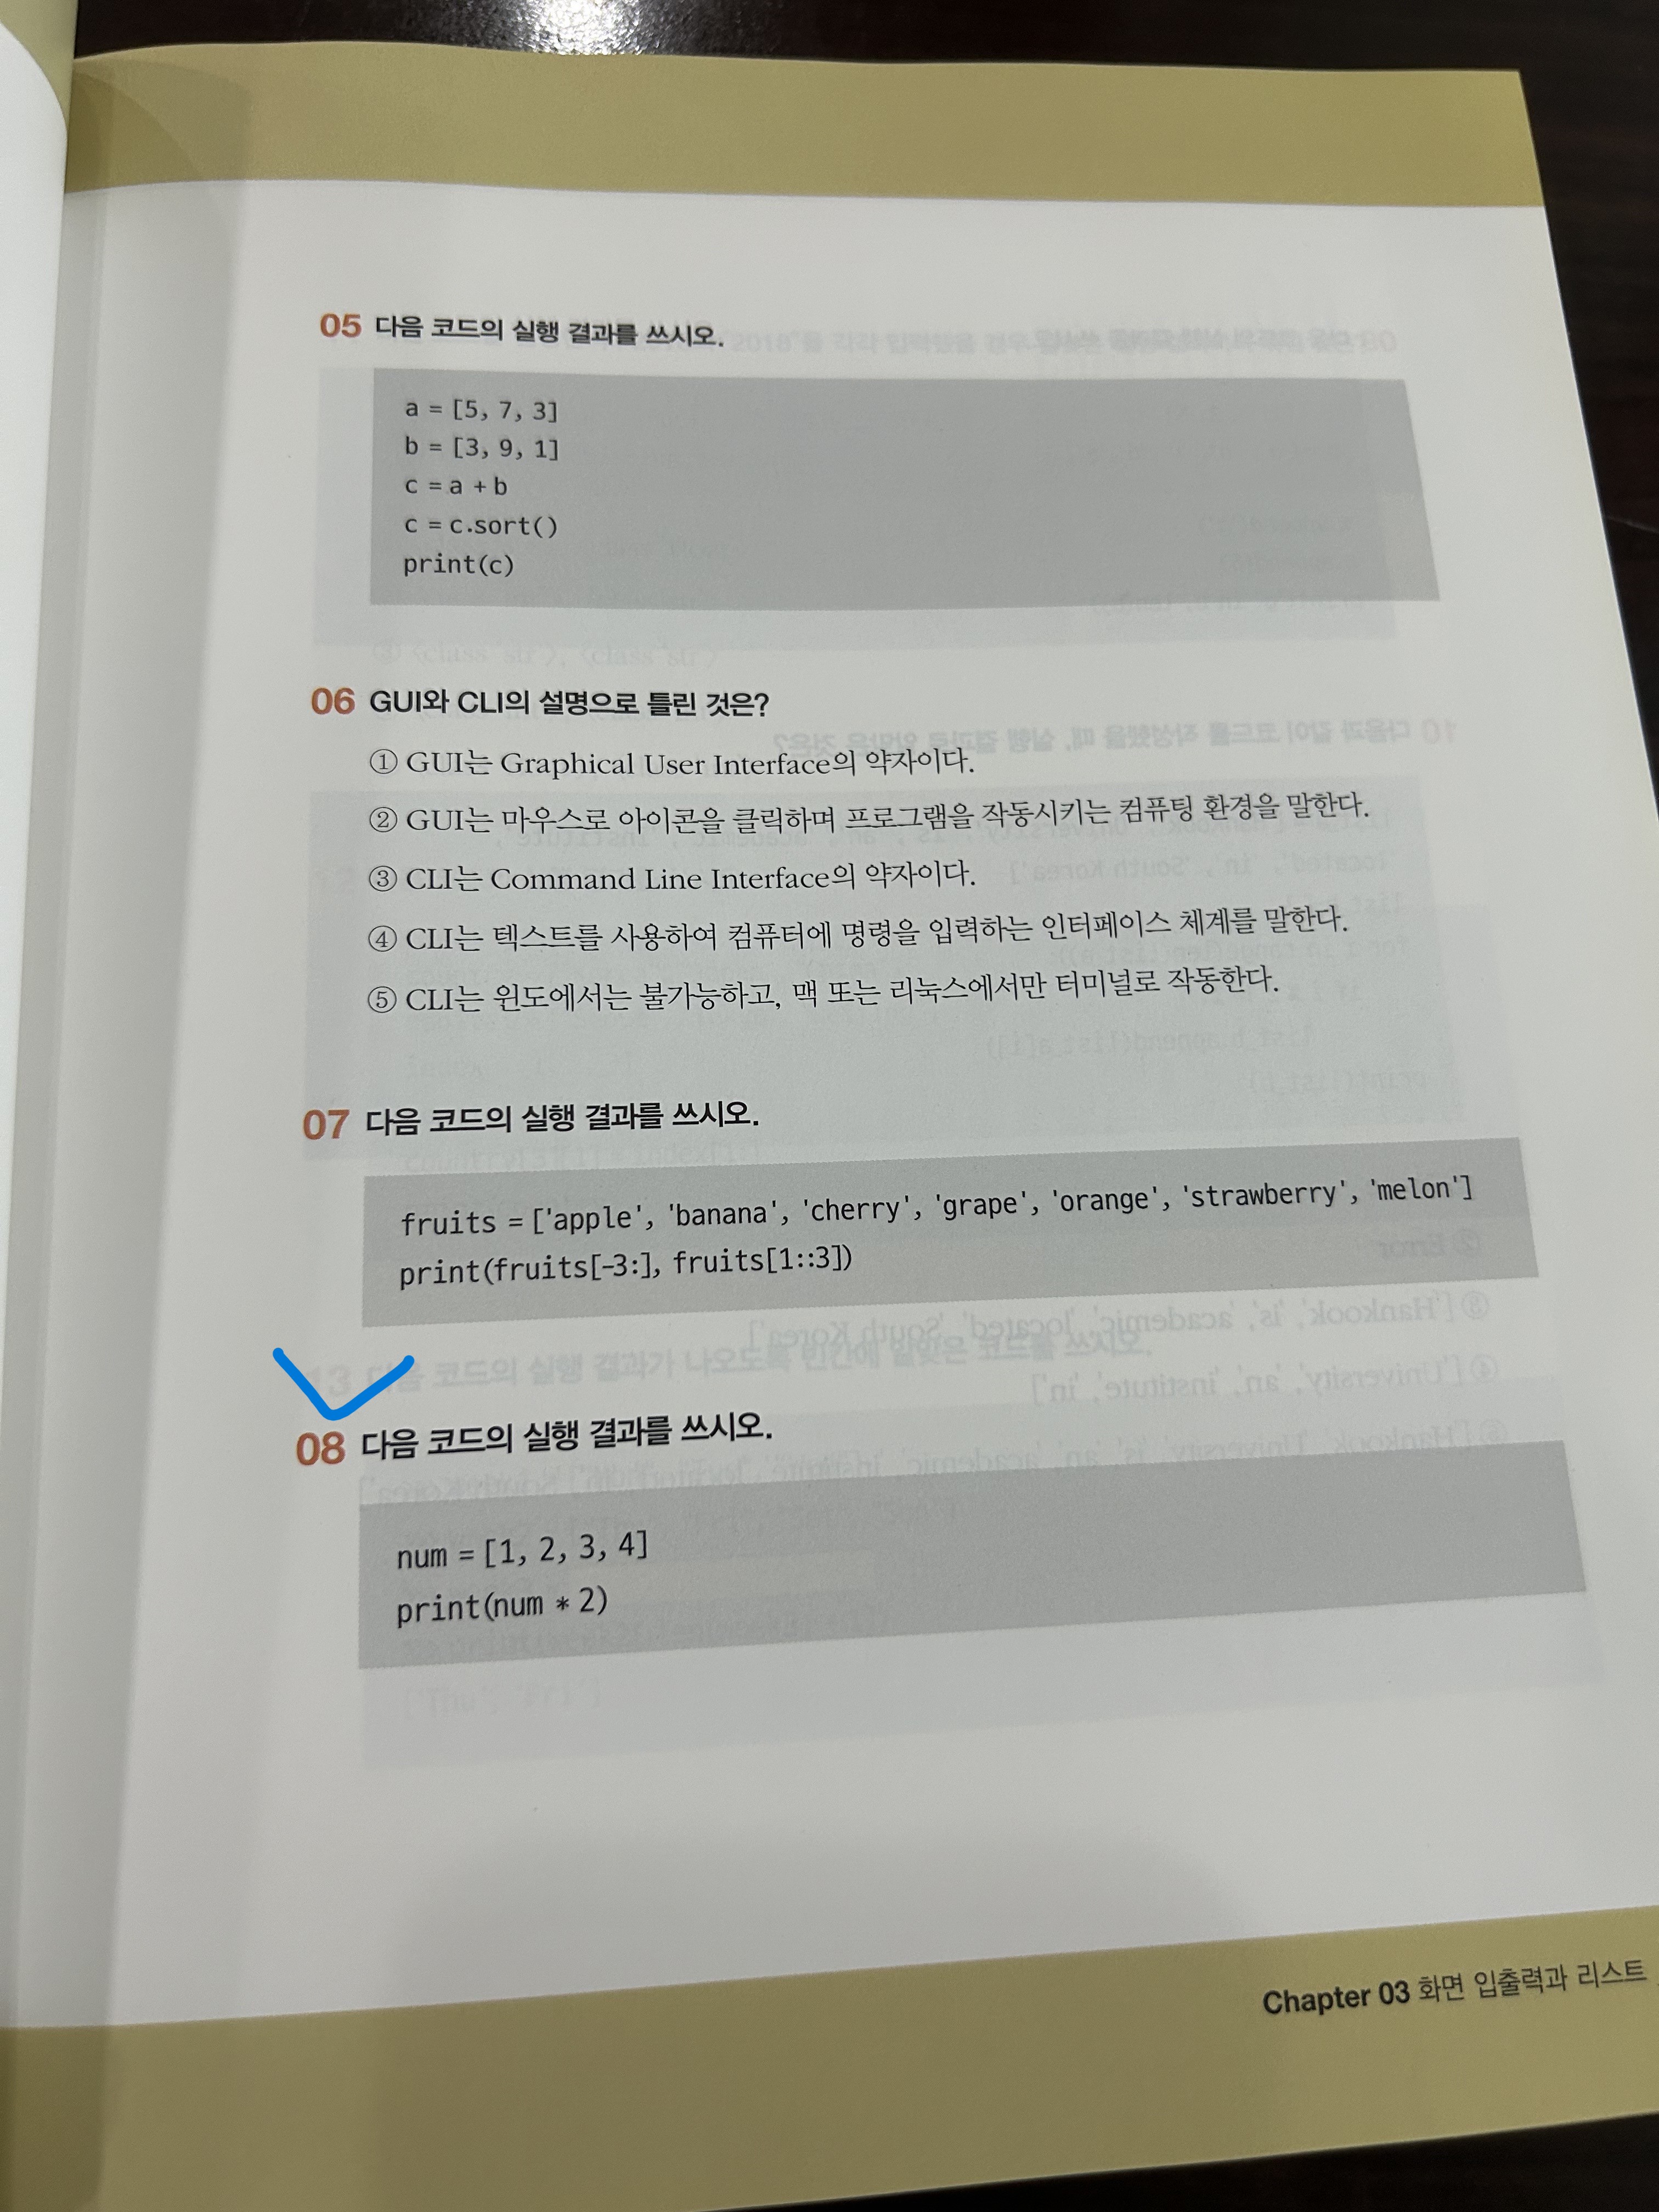 05 다음 코드의 실행 결과를 쓰시오.
a = [5, 7, 3]
b = [3, 9, 1]
c = a + b
c = c.sort()
print(c)
06 GUI와 CLI의 설명으로 틀린 것은?
① GUI는 Graphical User Interface의 약자이다.
② GUI는 마우스로 아이콘을 클릭하며 프로그램을 작동시키는 컴퓨팅 환경을 말한다.
③ CLI는 Command Line Interface의 약자이다.
④ CLI는 텍스트를 사용하여 컴퓨터에 명령을 입력하는 인터페이스 체계를 말한다.
⑤ CLI는 윈도에서는 불가능하고, 맥 또는 리눅스에서만 터미널로 작동한다.
07 다음 코드의 실행 결과를 쓰시오.
fruits = ['apple', 'banana', 'cherry', 'grape', 'orange', 'strawberry', 'melon']
print(fruits[-3:], fruits[1::3])
08 다음 코드의 실행 결과를 쓰시오.
num = [1, 2, 3, 4]
print(num * 2)
Chapter 03 화면 입출력과 리스트